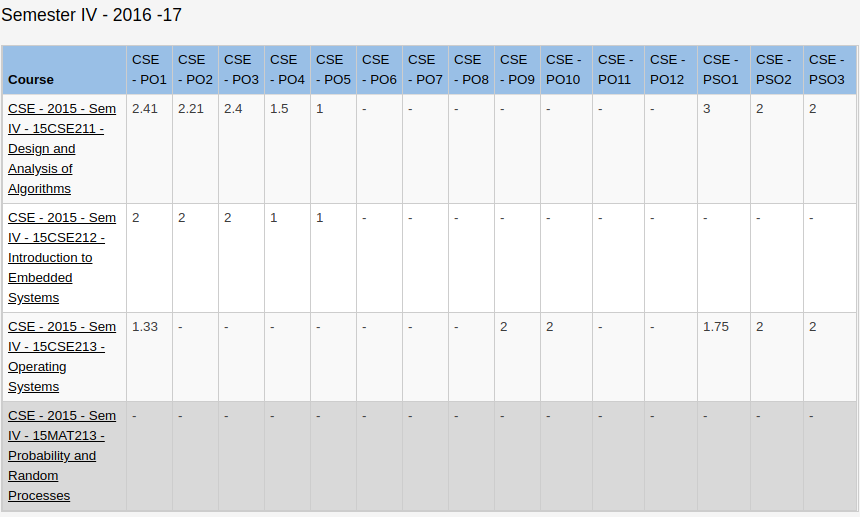 Semester IV - 2016 -17
Course CSE - PO1 CSE - PO2 CSE - PO3 CSE - PO4 CSE - PO5 CSE - PO6 CSE - PO7 CSE - PO8 CSE - PO9 CSE - PO10 CSE - PO11 CSE - PO12 CSE - PSO1 CSE - PSO2 CSE - PSO3
CSE - 2015 - Sem 2.41 2.21 2.4 1.5 1 - - - - - - - 3 2 2
IV - 15CSE211 -
Design and
Analysis of
Algorithms
CSE - 2015 - Sem 2 2 2 1 1 - - - - - - - - - -
IV - 15CSE212 -
Introduction to
Embedded
Systems
CSE - 2015 - Sem 1.33 - - - - - - - 2 2 - - 1.75 2 2
IV - 15CSE213 -
Operating
Systems
CSE - 2015 - Sem - - - - - - - - - - - - - - -
IV - 15MAT213 -
Probability and
Random
Processes